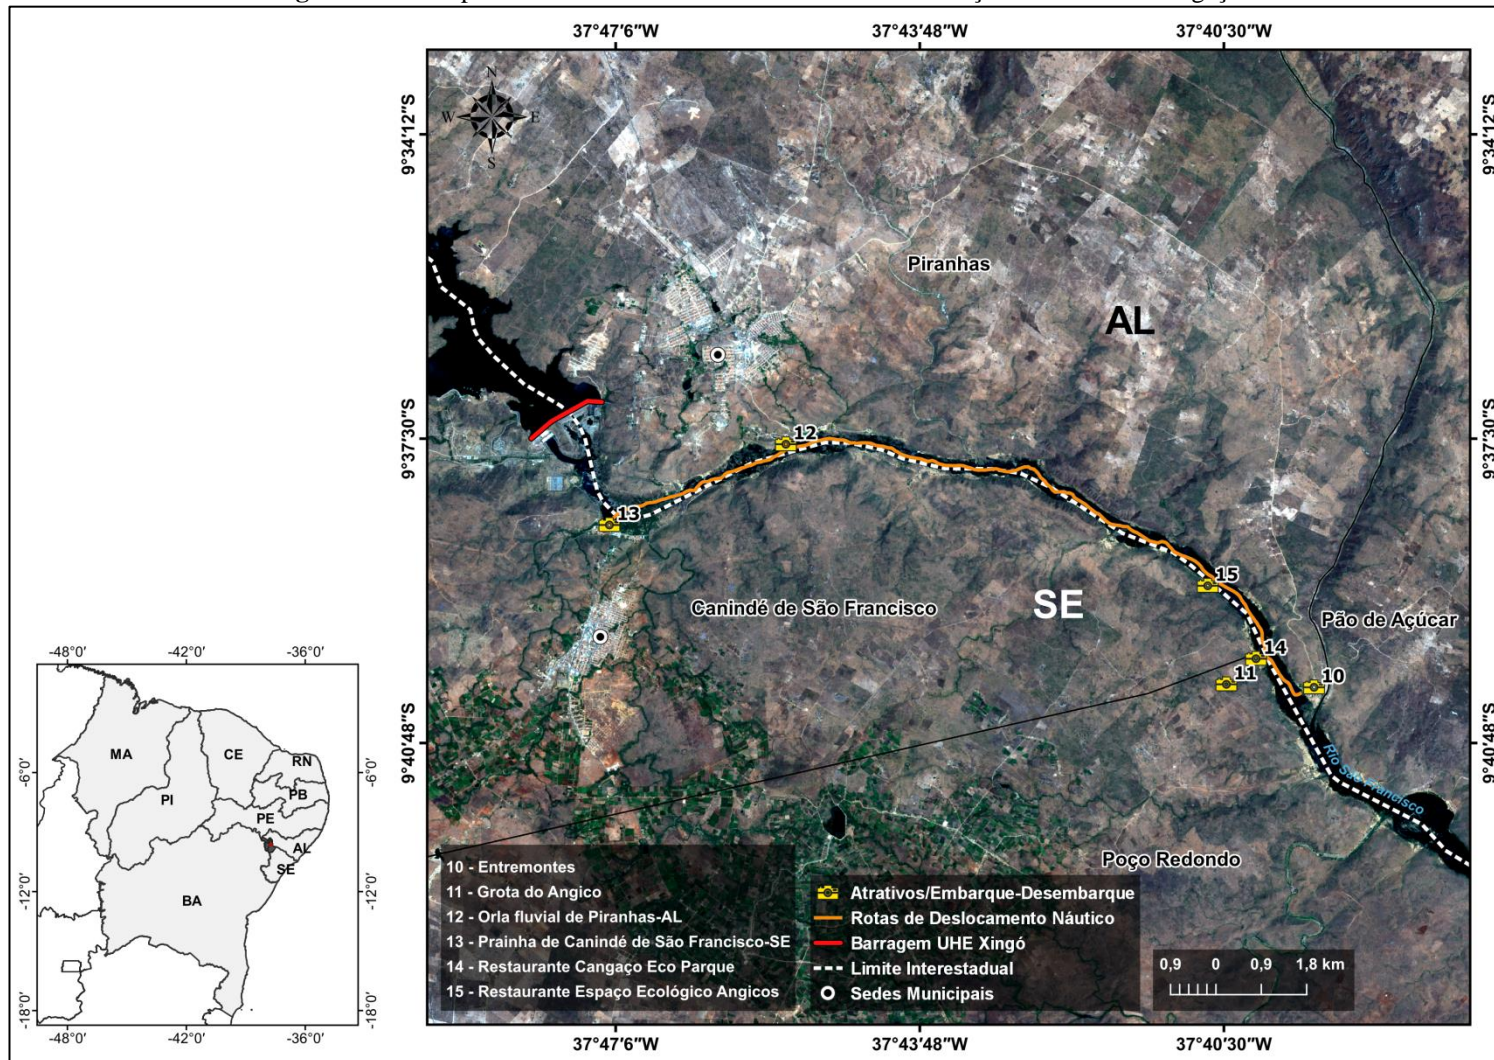 37°47'6"W 37°43'48"W 37°40'30"W
N
W E
S
9°34'12"S 9°34'12"S
Piranhas
AL
9°37'30"S 9°37'30"S
12
13
15
Canindé de São Francisco
SE
Pão de Açúcar
14
11
10
9°40'48"S 9°40'48"S
Rio São Francisco
Poço Redondo
10 - Entremontes
11 - Grota do Angico
12 - Orla fluvial de Piranhas-AL
13 - Prainha de Canindé de São Francisco-SE
14 - Restaurante Cangaço Eco Parque
15 - Restaurante Espaço Ecológico Angicos
Atrativos/Embarque-Desembarque
Rotas de Deslocamento Náutico
Barragem UHE Xingó
Limite Interestadual
Sedes Municipais
0,9 0 0,9 1,8 km
37°47'6"W 37°43'48"W 37°40'30"W
-48°0' -42°0' -36°0'
MA
CE
RN
-6°0' -6°0'
PI
PB
PE
AL
SE
BA
-12°0' -12°0'
-18°0' -18°0'
-48°0' -42°0' -36°0'